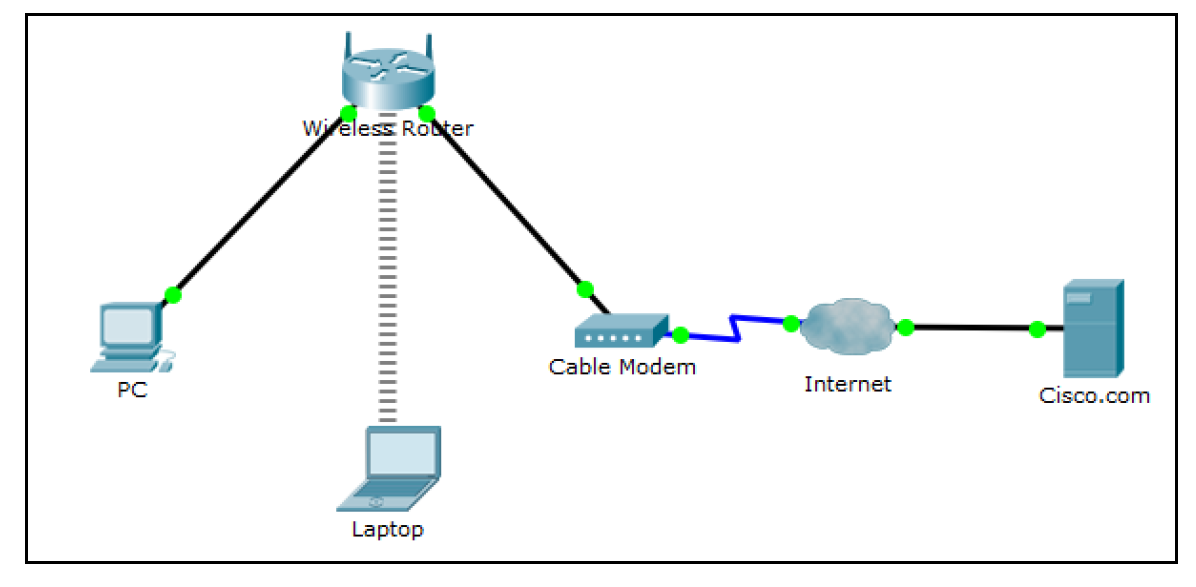 Wireless Router
PC
Laptop
Cable Modem
Internet
Cisco.com